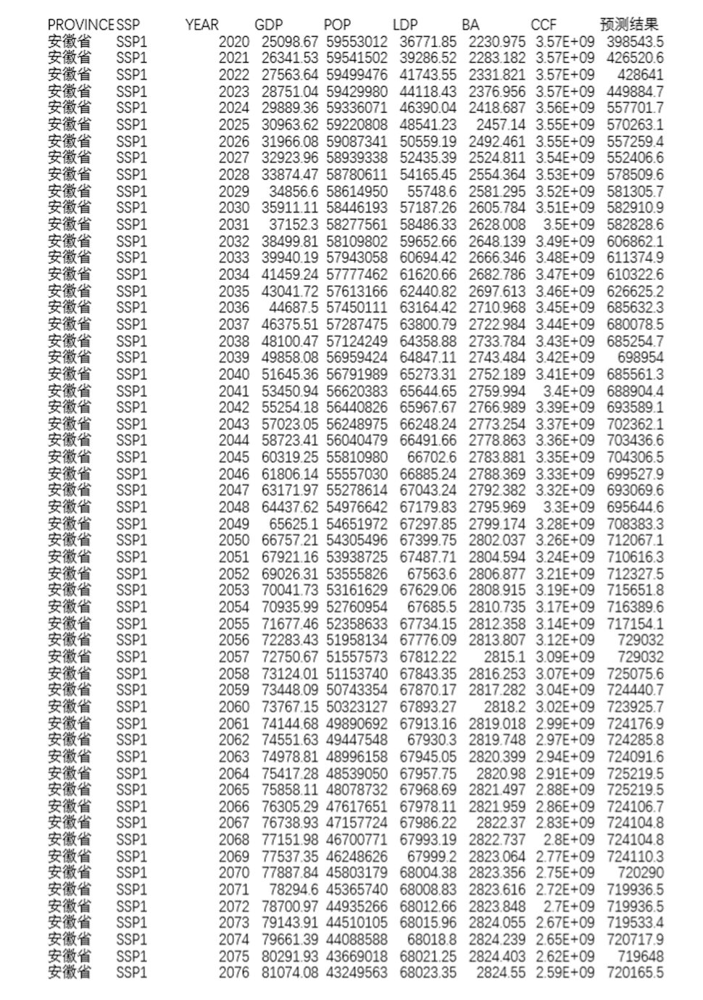 PROVINCE SSP YEAR GDP POP LDP BA CCF 预测结果
安徽省 SSP1 2020 25098.67 59553012 36771.85 2230.975 3.57E+09 398543.5
安徽省 SSP1 2021 26341.53 59541502 39286.52 2283.182 3.57E+09 426520.6
安徽省 SSP1 2022 27563.64 59499476 41743.55 2331.821 3.57E+09 428641
安徽省 SSP1 2023 28751.04 59429980 44118.43 2376.956 3.57E+09 449884.7
安徽省 SSP1 2024 29889.36 59336071 46390.04 2418.687 3.56E+09 557701.7
安徽省 SSP1 2025 30963.62 59220808 48541.23 2457.14 3.55E+09 570263.1
安徽省 SSP1 2026 31966.08 59087341 50559.19 2492.461 3.55E+09 557259.4
安徽省 SSP1 2027 32923.96 58939338 52435.39 2524.811 3.54E+09 552406.6
安徽省 SSP1 2028 33874.47 58780611 54165.45 2554.364 3.53E+09 578509.6
安徽省 SSP1 2029 34856.6 58614950 55748.6 2581.295 3.52E+09 581305.7
安徽省 SSP1 2030 35911.11 58446193 57187.26 2605.784 3.51E+09 582910.9
安徽省 SSP1 2031 37152.3 58277561 58486.33 2628.008 3.5E+09 582828.6
安徽省 SSP1 2032 38499.81 58109802 59652.66 2648.139 3.49E+09 606862.1
安徽省 SSP1 2033 39940.19 57943058 60694.42 2666.346 3.48E+09 611374.9
安徽省 SSP1 2034 41459.24 57777462 61620.66 2682.786 3.47E+09 610322.6
安徽省 SSP1 2035 43041.72 57613166 62440.82 2697.613 3.46E+09 626625.2
安徽省 SSP1 2036 44687.5 57450111 63164.42 2710.968 3.45E+09 685632.3
安徽省 SSP1 2037 46375.51 57287475 63800.79 2722.984 3.44E+09 680078.5
安徽省 SSP1 2038 48100.47 57124249 64358.88 2733.784 3.43E+09 685254.7
安徽省 SSP1 2039 49858.08 56959424 64847.11 2743.484 3.42E+09 698954
安徽省 SSP1 2040 51645.36 56791989 65273.31 2752.189 3.41E+09 685561.3
安徽省 SSP1 2041 53450.94 56620383 65644.65 2759.994 3.4E+09 688904.4
安徽省 SSP1 2042 55254.18 56440826 65967.67 2766.989 3.39E+09 693589.1
安徽省 SSP1 2043 57023.05 56248975 66248.24 2773.254 3.37E+09 702362.1
安徽省 SSP1 2044 58723.41 56040479 66491.66 2778.863 3.36E+09 703436.6
安徽省 SSP1 2045 60319.25 55810980 66702.6 2783.881 3.35E+09 704306.5
安徽省 SSP1 2046 61806.14 55557030 66885.24 2788.369 3.33E+09 699527.9
安徽省 SSP1 2047 63171.97 55278614 67043.24 2792.382 3.32E+09 693069.6
安徽省 SSP1 2048 64437.62 54976642 67179.83 2795.969 3.3E+09 695644.6
安徽省 SSP1 2049 65625.1 54651972 67297.85 2799.174 3.28E+09 708383.3
安徽省 SSP1 2050 66757.21 54305496 67399.75 2802.037 3.26E+09 712067.1
安徽省 SSP1 2051 67921.16 53938725 67487.71 2804.594 3.24E+09 710616.3
安徽省 SSP1 2052 69026.31 53555826 67563.6 2806.877 3.21E+09 712327.5
安徽省 SSP1 2053 70041.73 53161629 67629.06 2808.915 3.19E+09 715651.8
安徽省 SSP1 2054 70935.99 52760954 67685.5 2810.735 3.17E+09 716389.6
安徽省 SSP1 2055 71677.46 52358633 67734.15 2812.358 3.14E+09 717154.1
安徽省 SSP1 2056 72283.43 51958134 67776.09 2813.807 3.12E+09 729032
安徽省 SSP1 2057 72750.67 51557573 67812.22 2815.1 3.09E+09 729032
安徽省 SSP1 2058 73124.01 51153740 67843.35 2816.253 3.07E+09 725075.6
安徽省 SSP1 2059 73448.09 50743354 67870.17 2817.282 3.04E+09 724440.7
安徽省 SSP1 2060 73767.15 50323127 67893.27 2818.2 3.02E+09 723925.7
安徽省 SSP1 2061 74144.68 49890692 67913.16 2819.018 2.99E+09 724176.9
安徽省 SSP1 2062 74551.63 49447548 67930.3 2819.748 2.97E+09 724285.8
安徽省 SSP1 2063 74978.81 48996158 67945.05 2820.399 2.94E+09 724091.6
安徽省 SSP1 2064 75417.28 48539050 67957.75 2820.98 2.91E+09 725219.5
安徽省 SSP1 2065 75858.11 48078732 67968.69 2821.497 2.88E+09 725219.5
安徽省 SSP1 2066 76305.29 47617651 67978.11 2821.959 2.86E+09 724106.7
安徽省 SSP1 2067 76738.93 47157724 67986.22 2822.37 2.83E+09 724104.8
安徽省 SSP1 2068 77151.98 46700771 67993.19 2822.737 2.8E+09 724104.8
安徽省 SSP1 2069 77537.35 46248626 67999.2 2823.064 2.77E+09 724110.3
安徽省 SSP1 2070 77887.84 45803179 68004.38 2823.356 2.75E+09 720290
安徽省 SSP1 2071 78294.6 45365740 68008.83 2823.616 2.72E+09 719936.5
安徽省 SSP1 2072 78700.97 44935266 68012.66 2823.848 2.7E+09 719936.5
安徽省 SSP1 2073 79143.91 44510105 68015.96 2824.055 2.67E+09 719533.4
安徽省 SSP1 2074 79661.39 44088588 68018.8 2824.239 2.65E+09 720717.9
安徽省 SSP1 2075 80291.93 43669018 68021.25 2824.403 2.62E+09 719648
安徽省 SSP1 2076 81074.08 43249563 68023.35 2824.55 2.59E+09 720165.5